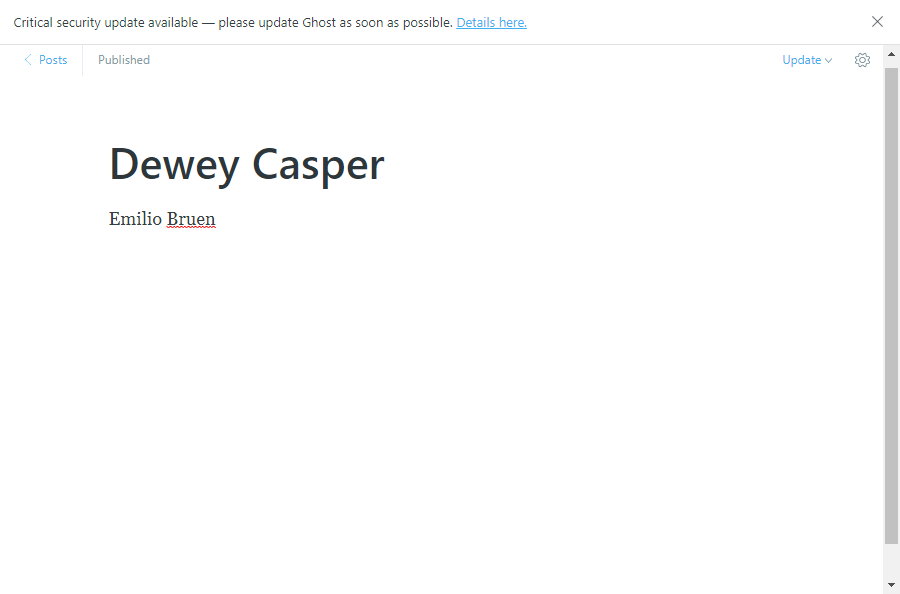 Critical security update available — please update Ghost as soon as possible. Details here.
Posts
Published
Update
Dewey Casper
Emilio Bruen